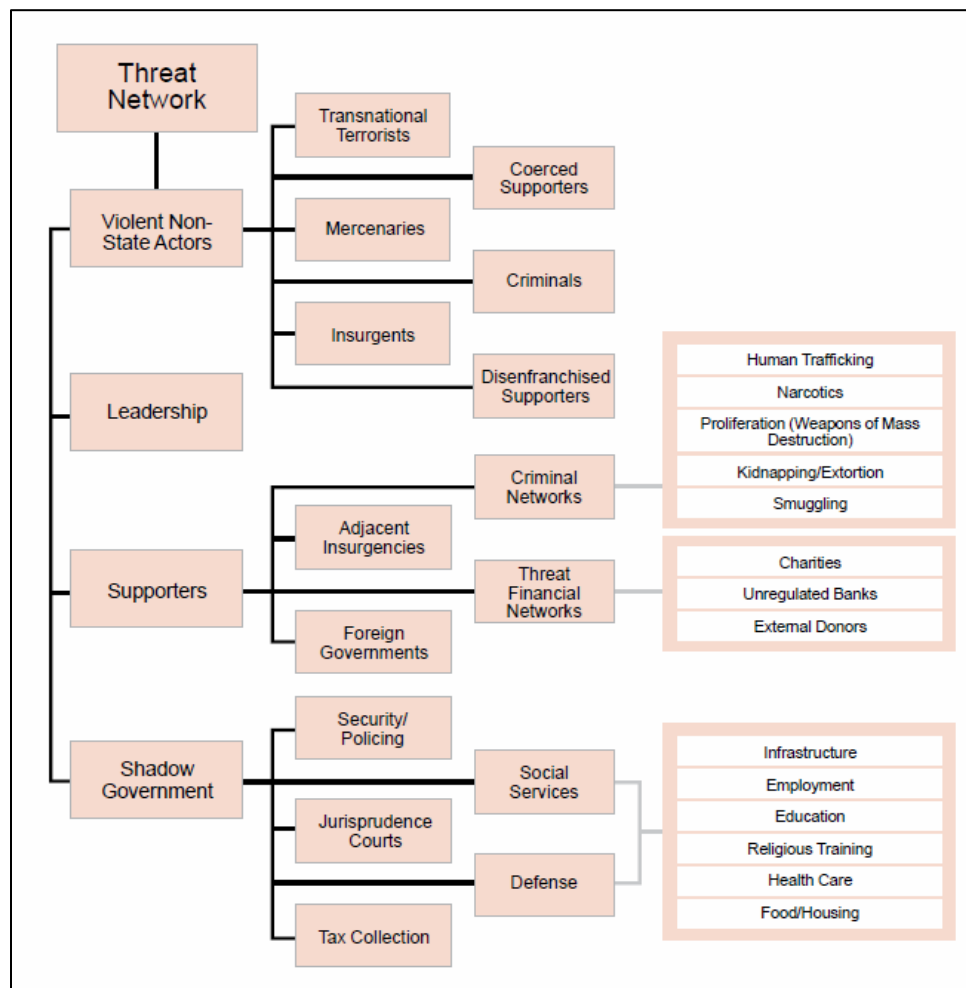 Threat
Network
Transnational
Terrorists
Coerced
Supporters
Violent Non-
State Actors
Mercenaries
Criminals
Insurgents
Disenfranchised
Supporters
Leadership
Human Trafficking
Narcotics
Proliferation (Weapons of Mass
Destruction)
Kidnapping/Extortion
Smuggling
Criminal
Networks
Adjacent
Insurgencies
Supporters
Threat
Financial
Networks
Charities
Unregulated Banks
External Donors
Foreign
Governments
Security/
Policing
Shadow
Government
Social
Services
Jurisprudence
Courts
Defense
Tax Collection
Infrastructure
Employment
Education
Religious Training
Health Care
Food/Housing